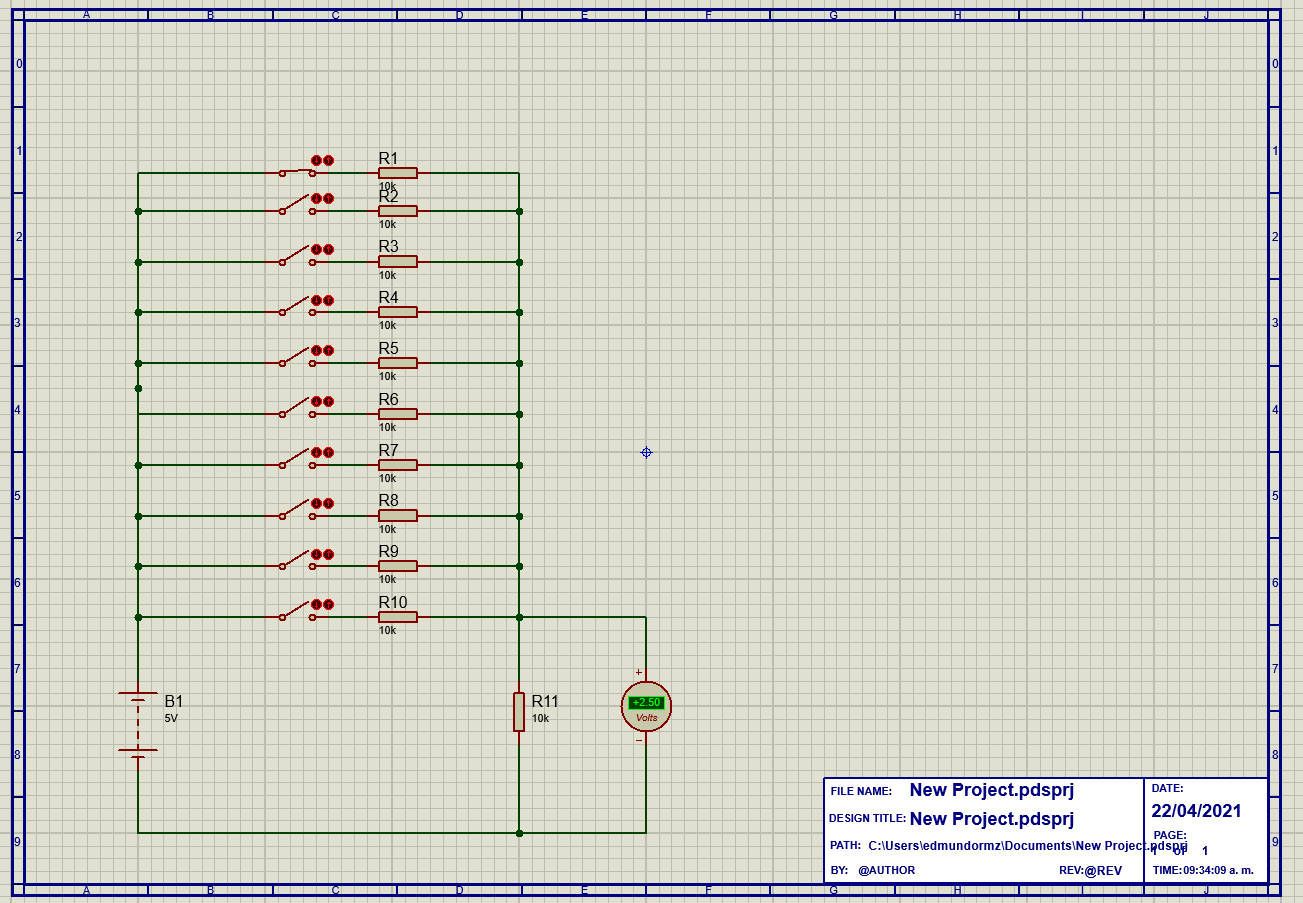 A B C D E F G H I J
0 0
1 1
R1
10k
R2
10k
2 2
R3
10k
R4
10k
3 3
R5
10k
R6
10k
4 4
R7
10k
5 5
R8
10k
R9
10k
6 6
R10
10k
7 7
+
B1
5V
R11
10k
+2.50
Volts
−
8 8
9 9
FILE NAME: New Project.pdsprj
DESIGN TITLE: New Project.pdsprj
PATH: C:\Users\edmundormz\Documents\New Project.pdsprj
BY: @AUTHOR REV:@REV
DATE:
22/04/2021
PAGE:
1 of 1
TIME:09:34:09 a. m.
A B C D E F G H I J